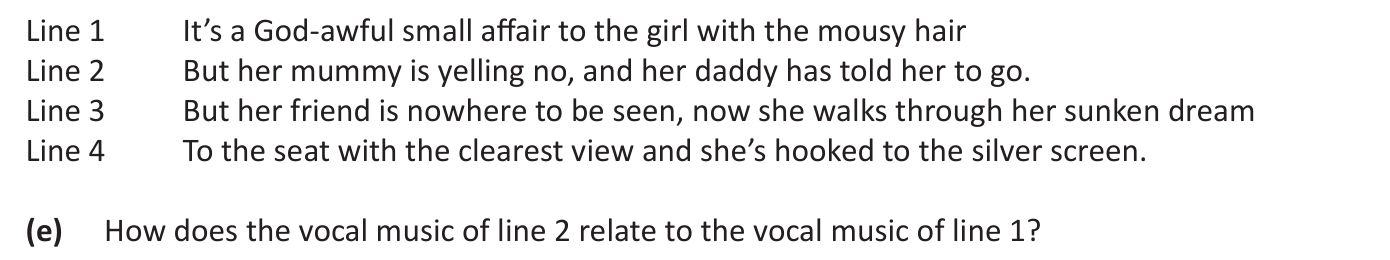 Line 1 It’s a God-awful small affair to the girl with the mousy hair
Line 2 But her mummy is yelling no, and her daddy has told her to go.
Line 3 But her friend is nowhere to be seen, now she walks through her sunken dream
Line 4 To the seat with the clearest view and she’s hooked to the silver screen.
(e) How does the vocal music of line 2 relate to the vocal music of line 1?